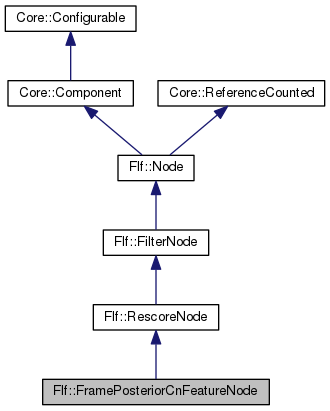 Core::Configurable
Core::Component
Core::ReferenceCounted
Flf::Node
Flf::FilterNode
Flf::RescoreNode
Flf::FramePosteriorCnFeatureNode